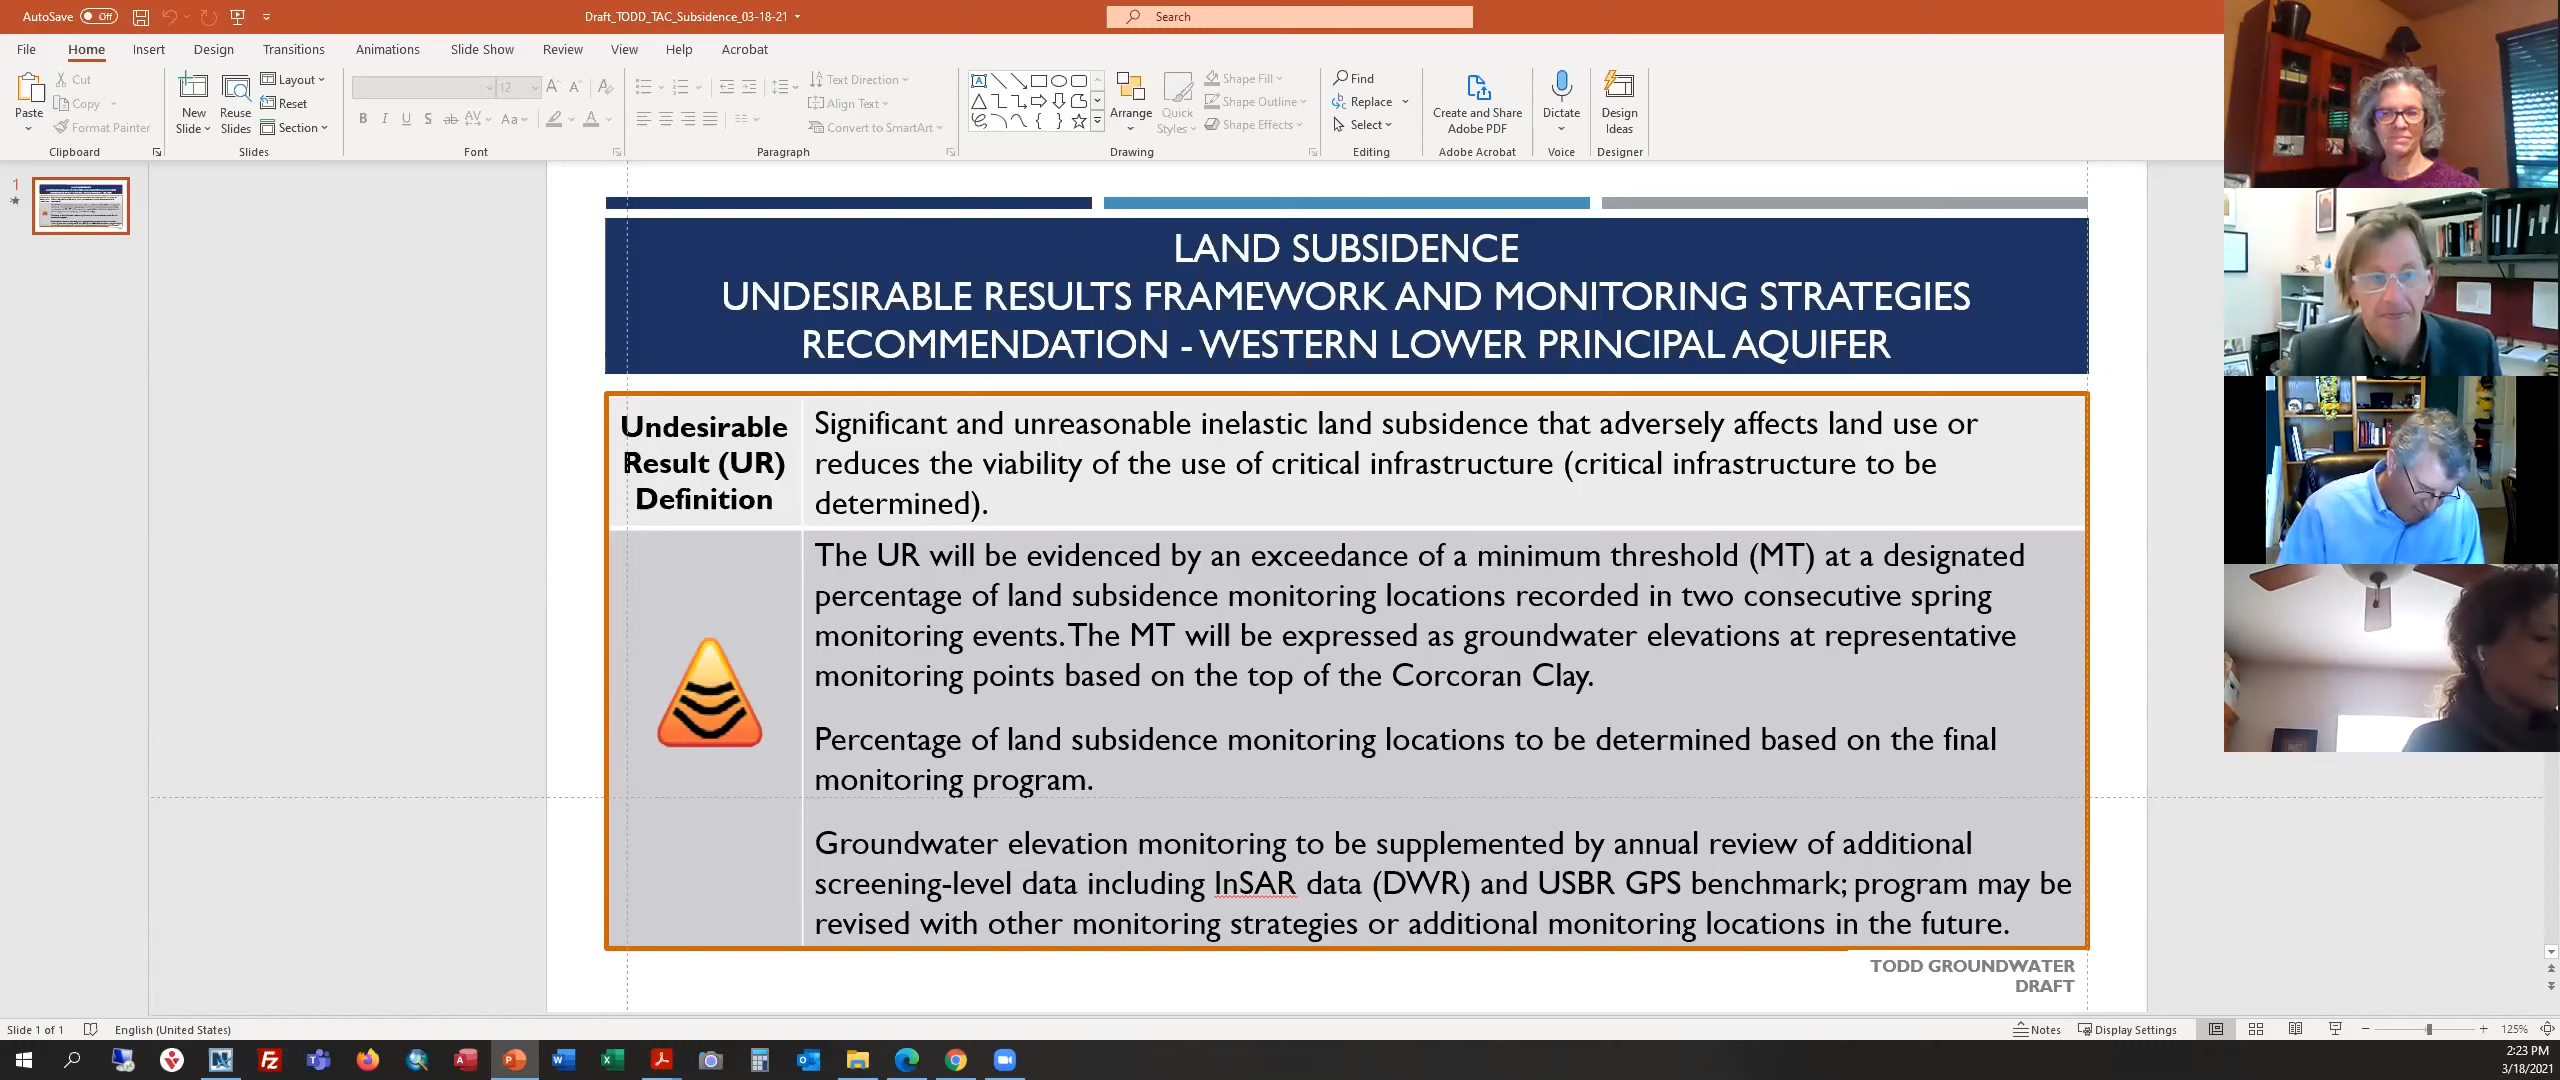 AutoSave Off
Draft_TODD_TAC_Subsidence_03-18-21
Search
File Home Insert Design Transitions Animations Slide Show Review View Help Acrobat
Paste
Cut
Copy
Format Painter
Clipboard
New Slide
Reuse Slides
Layout
Reset
Section
Slides
12
B I U S ab AV Aa A
Font
Text Direction
Align Text
Convert to SmartArt
Paragraph
Arrange
Quick Styles
Shape Fill
Shape Outline
Shape Effects
Drawing
Find
Replace
Select
Editing
Create and Share
Adobe PDF
Adobe Acrobat
Dictate
Voice
Design
Ideas
Designer
1
LAND SUBSIDENCE
UNDESIRABLE RESULTS FRAMEWORK AND MONITORING STRATEGIES
RECOMMENDATION - WESTERN LOWER PRINCIPAL AQUIFER
Undesirable
Result (UR)
Definition
Significant and unreasonable inelastic land subsidence that adversely affects land use or
reduces the viability of the use of critical infrastructure (critical infrastructure to be
determined).
The UR will be evidenced by an exceedance of a minimum threshold (MT) at a designated
percentage of land subsidence monitoring locations recorded in two consecutive spring
monitoring events. The MT will be expressed as groundwater elevations at representative
monitoring points based on the top of the Corcoran Clay.
Percentage of land subsidence monitoring locations to be determined based on the final
monitoring program.
Groundwater elevation monitoring to be supplemented by annual review of additional
screening-level data including InSAR data (DWR) and USBR GPS benchmark; program may be
revised with other monitoring strategies or additional monitoring locations in the future.
TODD GROUNDWATER
DRAFT
Slide 1 of 1
English (United States)
Notes
Display Settings
125%
2:23 PM
3/18/2021